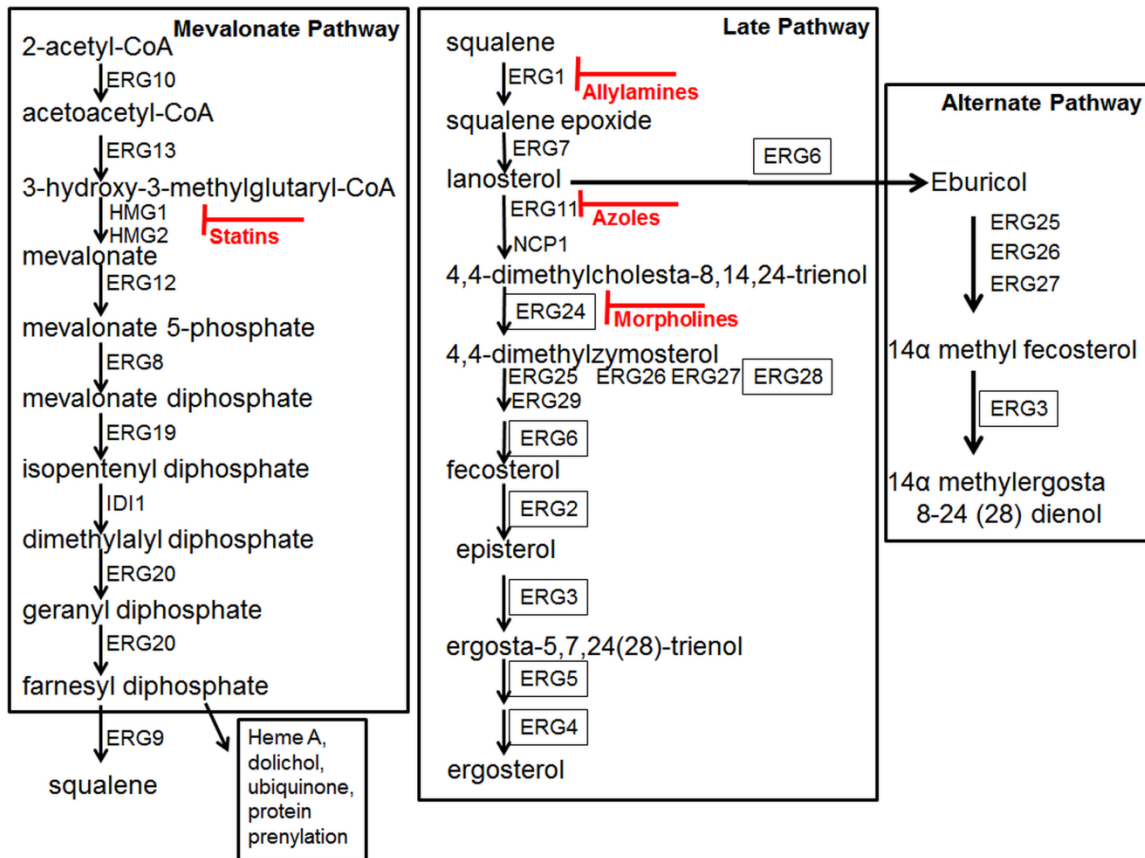 Mevalonate Pathway
2-acetyl-CoA
ERG10
acetoacetyl-CoA
ERG13
3-hydroxy-3-methylglutaryl-CoA
HMG1
HMG2
Statins
mevalonate
ERG12
mevalonate 5-phosphate
ERG8
mevalonate diphosphate
ERG19
isopentenyl diphosphate
IDI1
dimethylalyl diphosphate
ERG20
geranyl diphosphate
ERG20
farnesyl diphosphate
ERG9
squalene
Heme A,
dolichol,
ubiquinone,
protein
prenylation
Late Pathway
squalene
ERG1
Allylamines
squalene epoxide
ERG7
lanosterol
ERG6
ERG11
Azoles
NCP1
4,4-dimethylcholesta-8,14,24-trienol
ERG24
Morpholines
4,4-dimethylzymosterol
ERG25 ERG26 ERG27 ERG28
ERG29
ERG6
fecosterol
ERG2
episterol
ERG3
ergosta-5,7,24(28)-trienol
ERG5
ERG4
ergosterol
Alternate Pathway
Eburicol
ERG25
ERG26
ERG27
14α methyl fecosterol
ERG3
14α methylergosta
8-24 (28) dienol